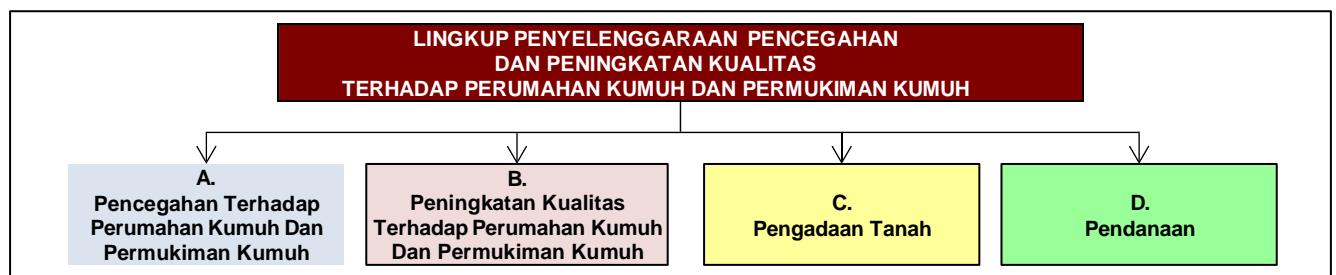 LINGKUP PENYELENGGARAAN PENCEGAHAN
DAN PENINGKATAN KUALITAS
TERHADAP PERUMAHAN KUMUH DAN PERMUKIMAN KUMUH
A.
Pencegahan Terhadap
Perumahan Kumuh Dan
Permukiman Kumuh
B.
Peningkatan Kualitas
Terhadap Perumahan Kumuh
Dan Permukiman Kumuh
C.
Pengadaan Tanah
D.
Pendanaan